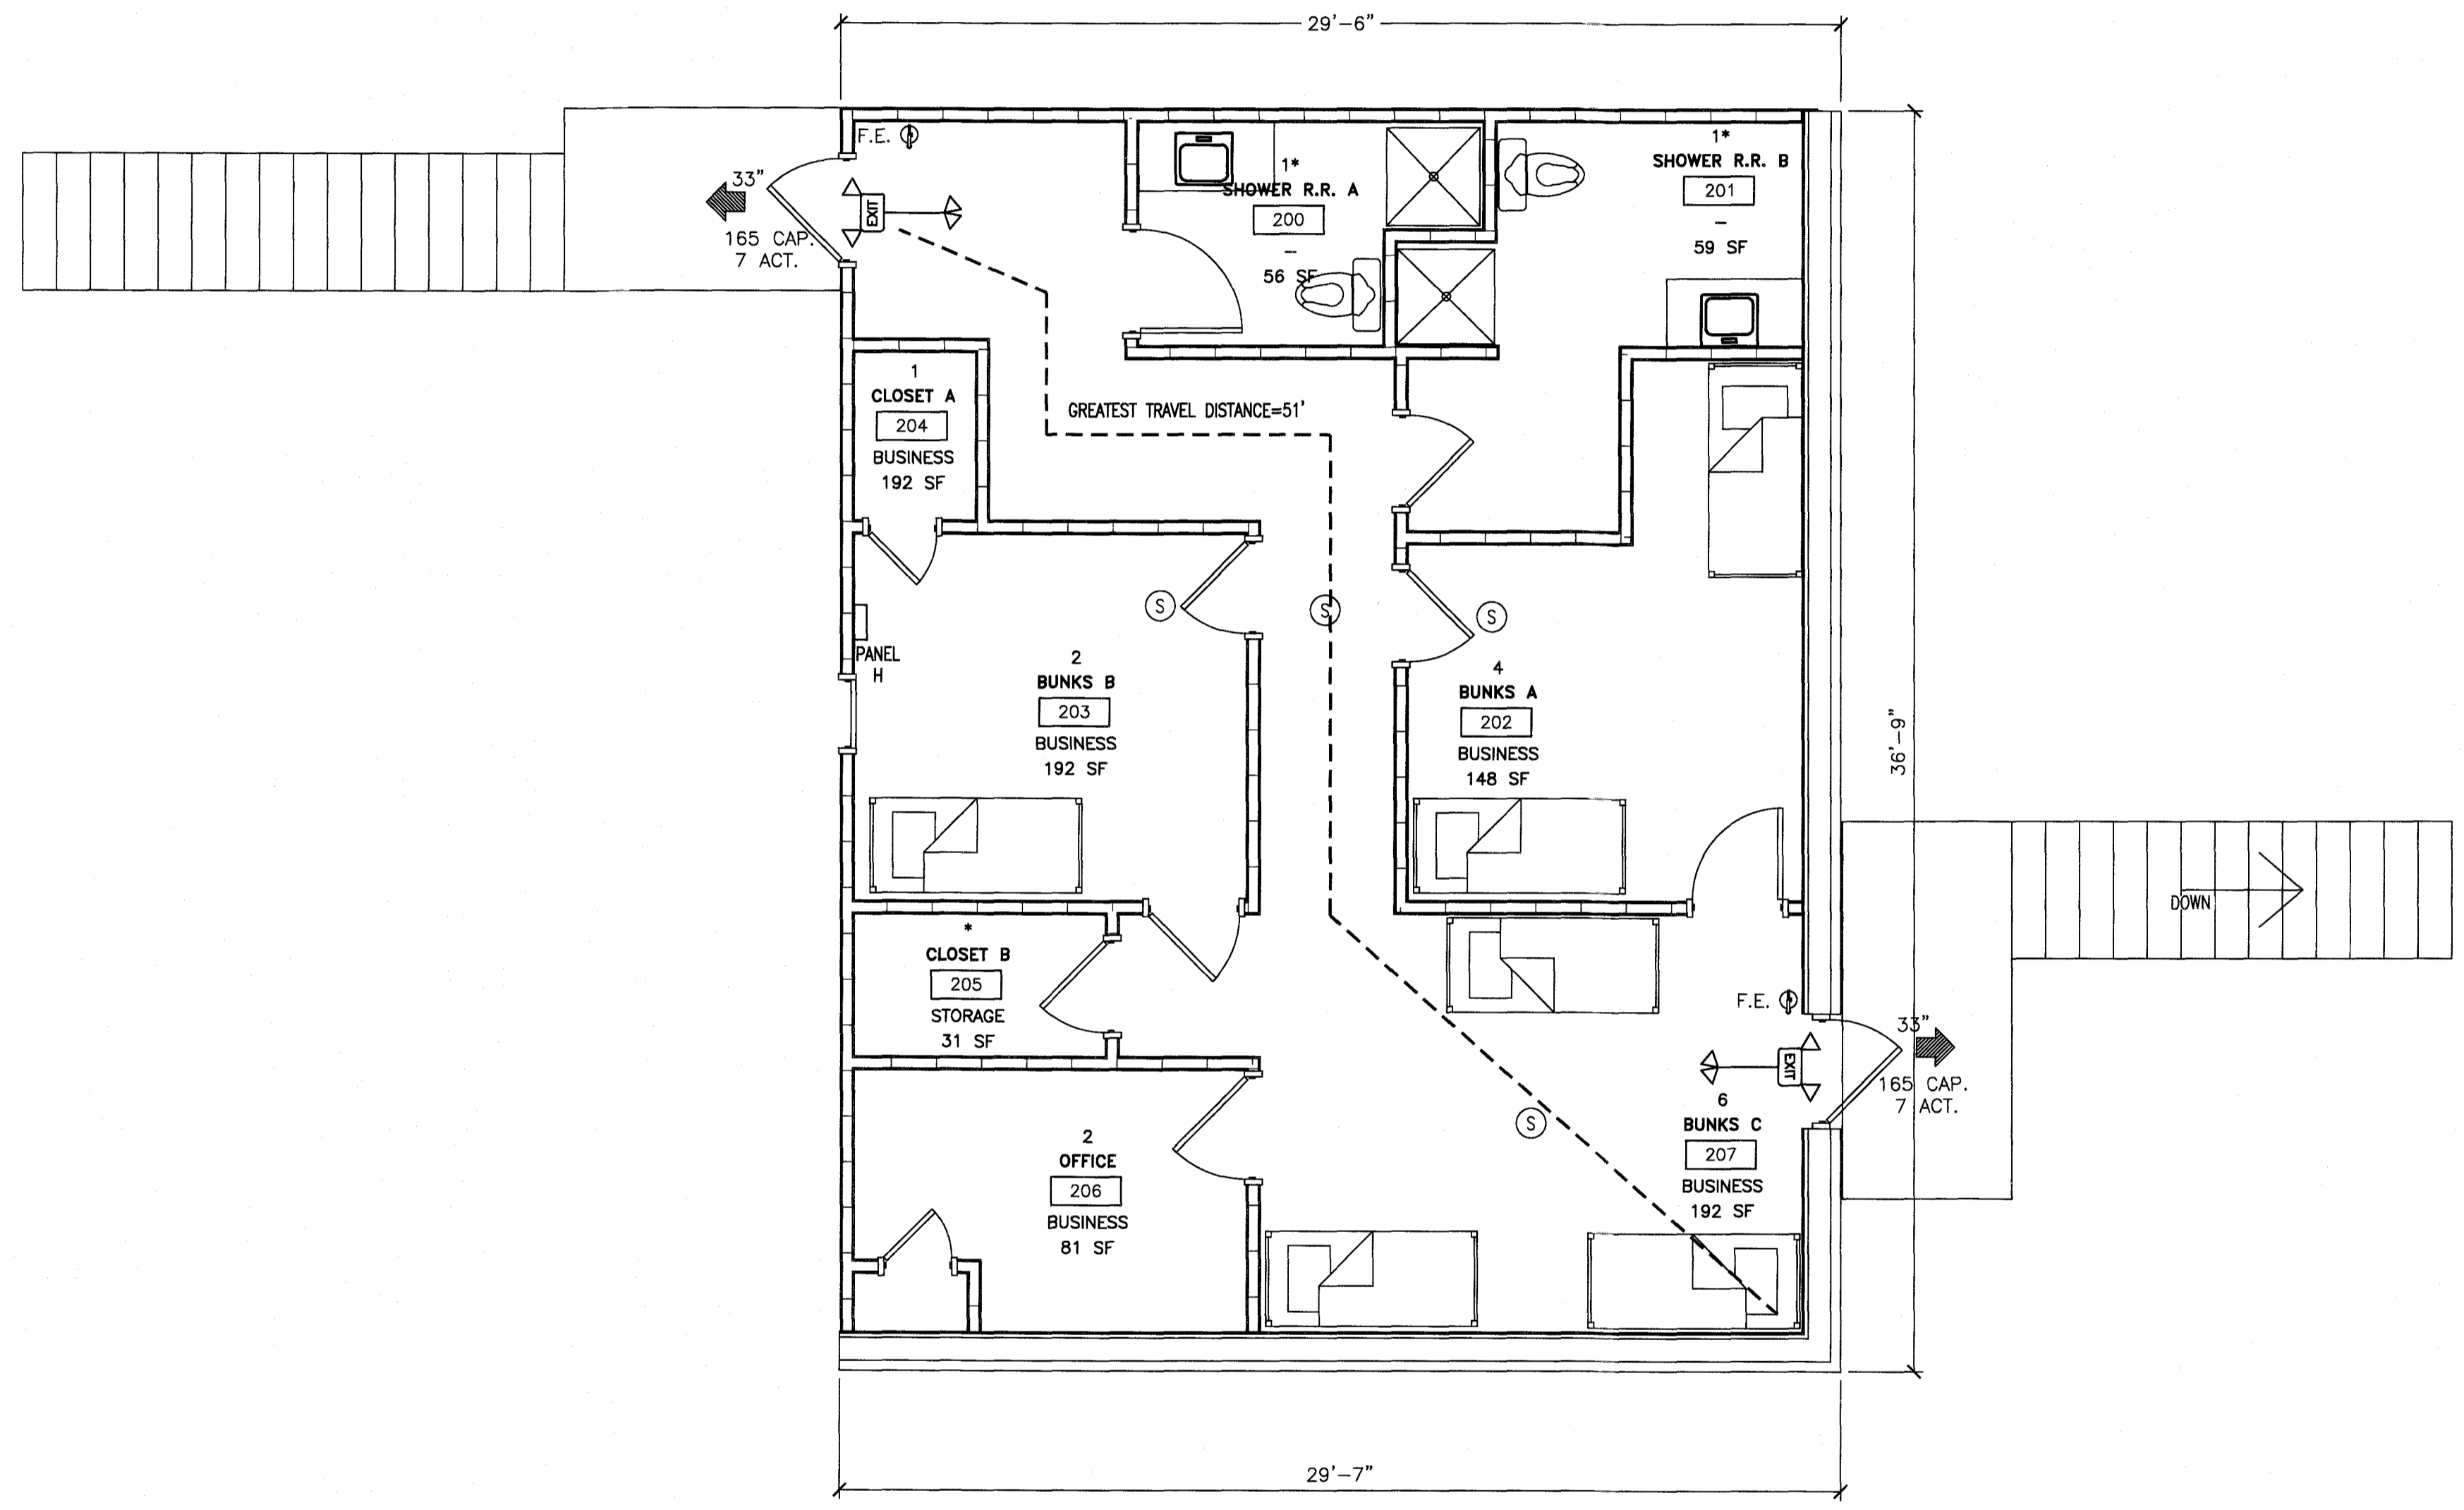 29'-6"
F.E.
33"
EXIT
165 CAP.
7 ACT.
1*
SHOWER R.R. A
200
-
56 SF
1*
SHOWER R.R. B
201
-
59 SF
1
CLOSET A
204
BUSINESS
192 SF
GREATEST TRAVEL DISTANCE=51'
S
S
S
PANEL
H
2
BUNKS B
203
BUSINESS
192 SF
4
BUNKS A
202
BUSINESS
148 SF
36'-9"
DOWN
*
CLOSET B
205
STORAGE
31 SF
F.E.
33"
EXIT
165 CAP.
7 ACT.
S
6
BUNKS C
207
BUSINESS
192 SF
2
OFFICE
206
BUSINESS
81 SF
29'-7"